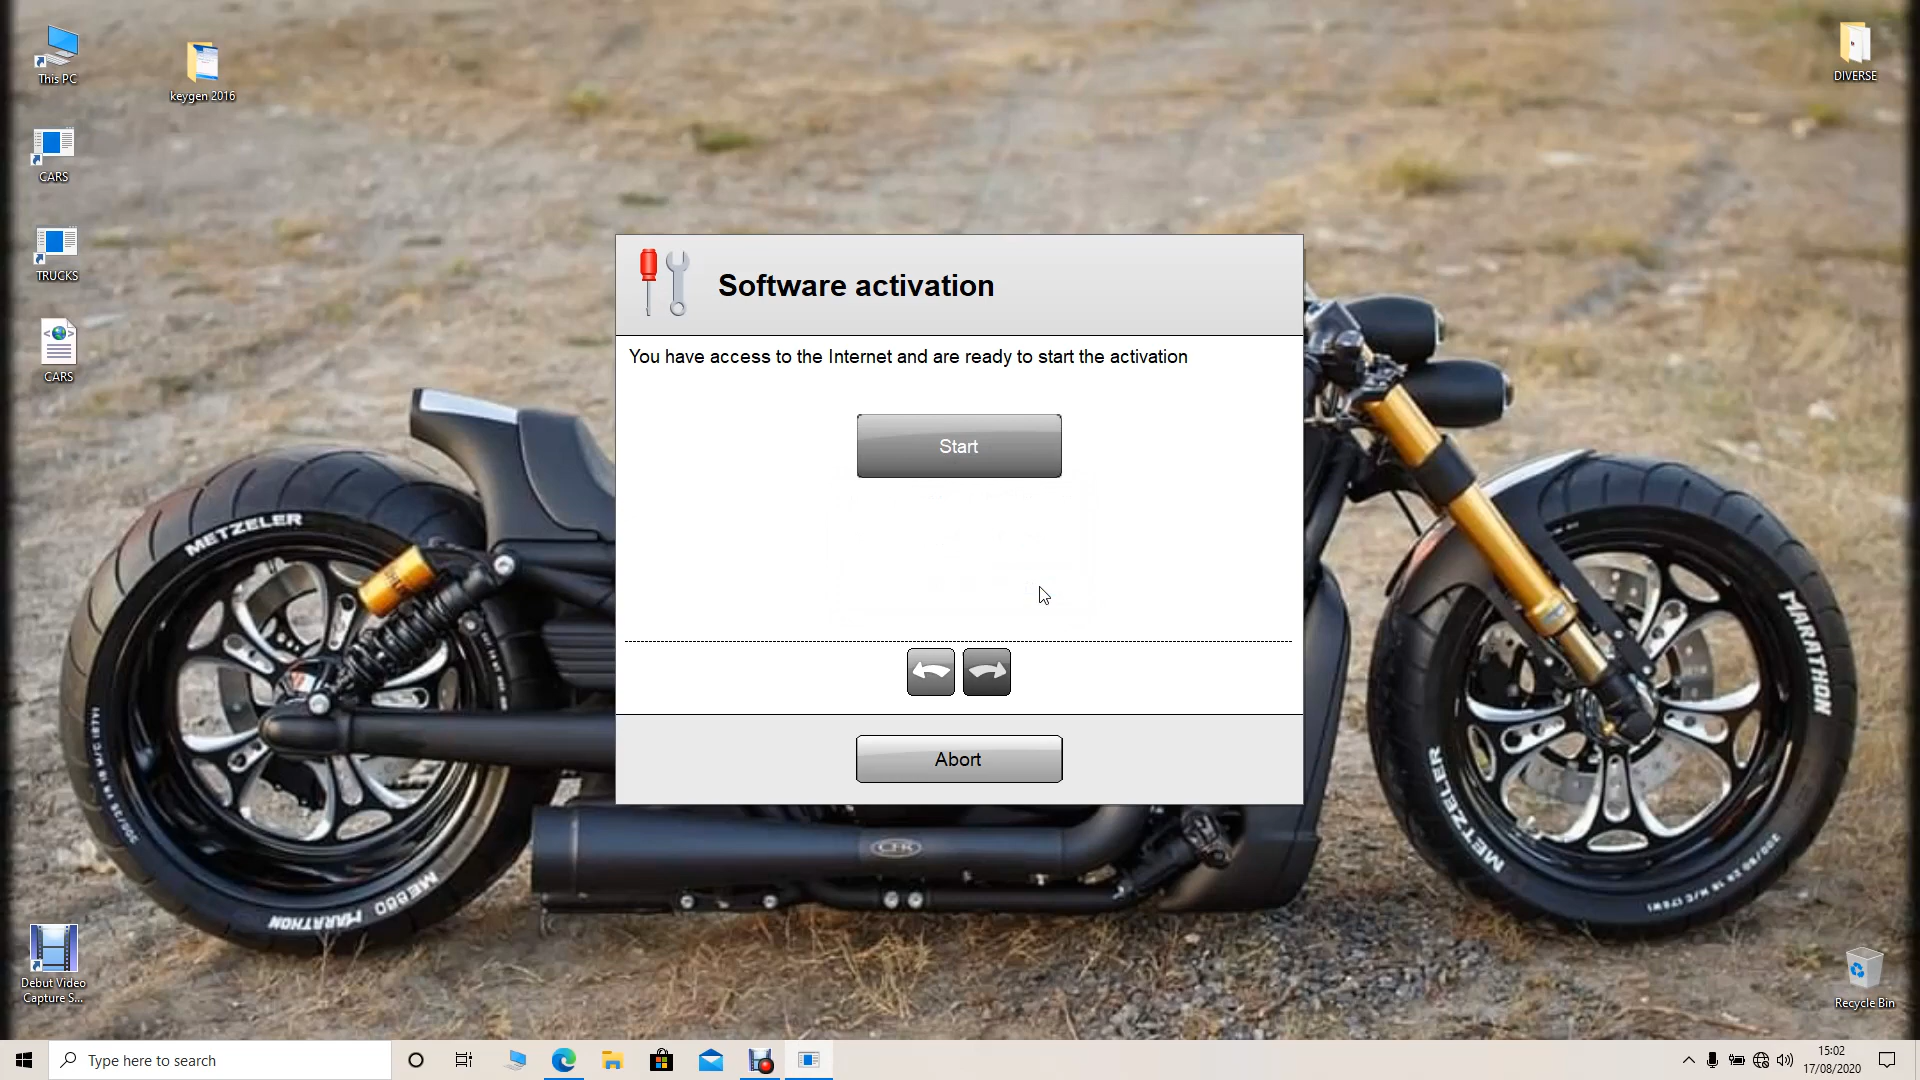 This PC
keygen 2016
DIVERSE
CARS
TRUCKS
CARS
Software activation
You have access to the Internet and are ready to start the activation
Start
Abort
METZELER
MARATHON
ME880
METZELER
MARATHON
CFR
Debut Video
Capture S...
Recycle Bin
Type here to search
15:02
17/08/2020